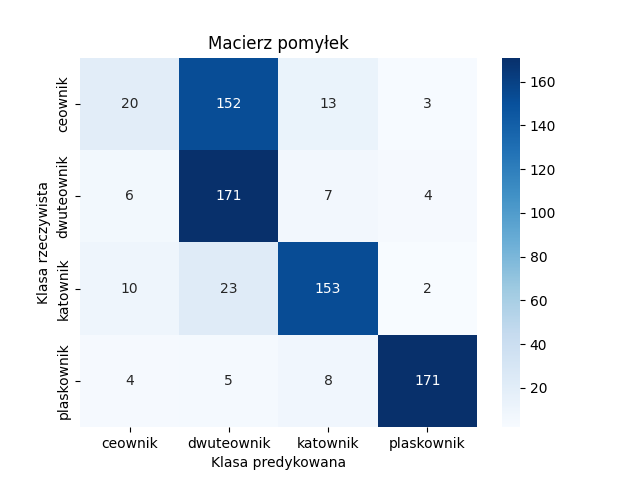 Macierz pomyłek
Klasa rzeczywista
ceownik
20 152 13 3
dwuteownik
6 171 7 4
katownik
10 23 153 2
plaskownik
4 5 8 171
ceownik dwuteownik katownik plaskownik
Klasa predykowana
160
140
120
100
80
60
40
20